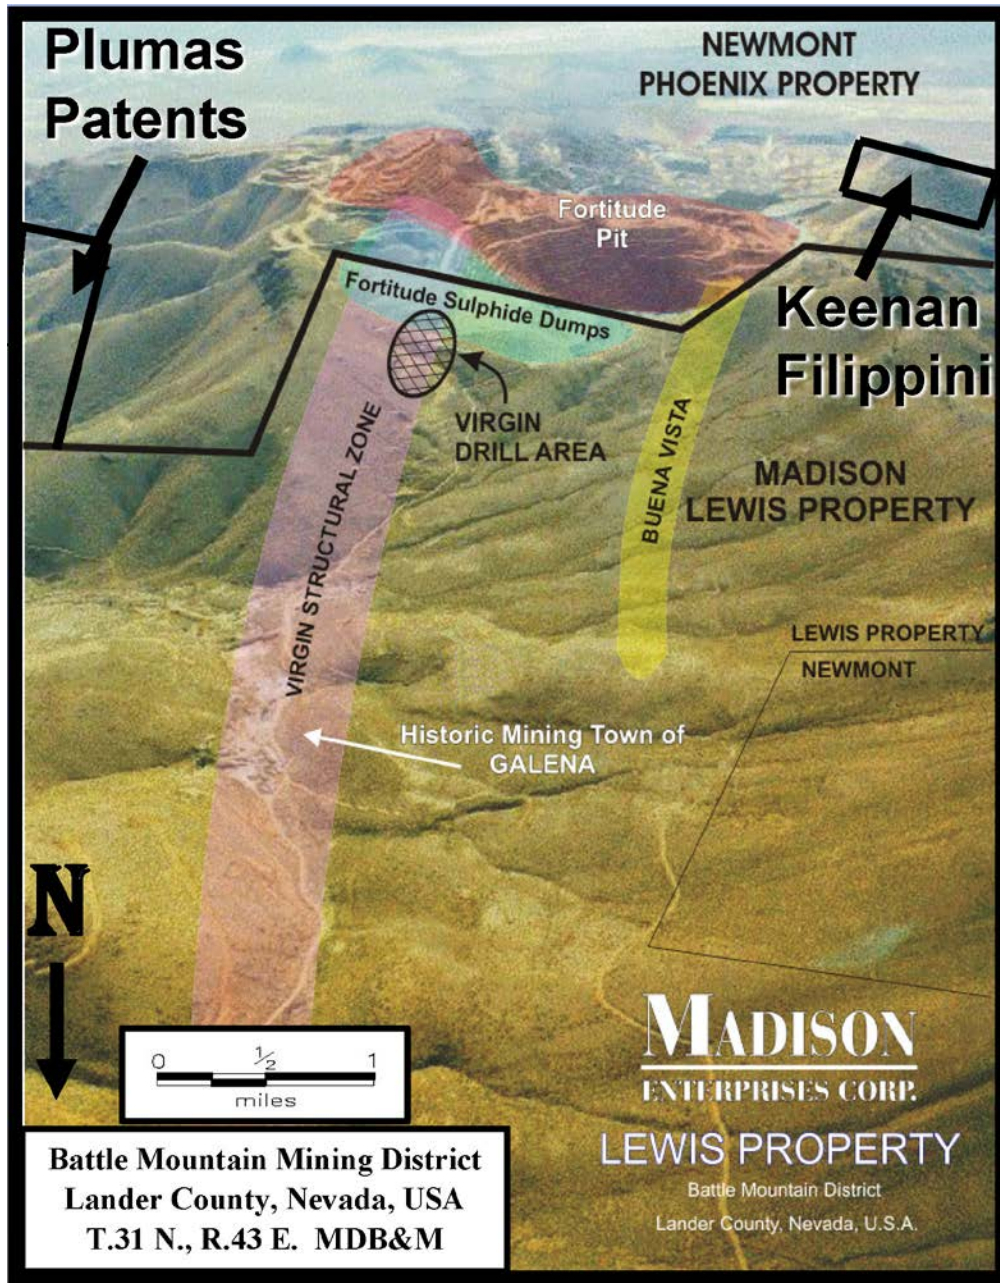 Plumas
Patents
NEWMONT
PHOENIX PROPERTY
Fortitude
Pit
Fortitude Sulphide Dumps
Keenan
Filippini
VIRGIN
DRILL AREA
VIRGIN STRUCTURAL ZONE
BUENA VISTA
MADISON
LEWIS PROPERTY
LEWIS PROPERTY
NEWMONT
Historic Mining Town of
GALENA
N
0 ½ 1
miles
MADISON
ENTERPRISES CORP.
LEWIS PROPERTY
Battle Mountain District
Lander County, Nevada, U.S.A.
Battle Mountain Mining District
Lander County, Nevada, USA
T.31 N., R.43 E. MDB&M